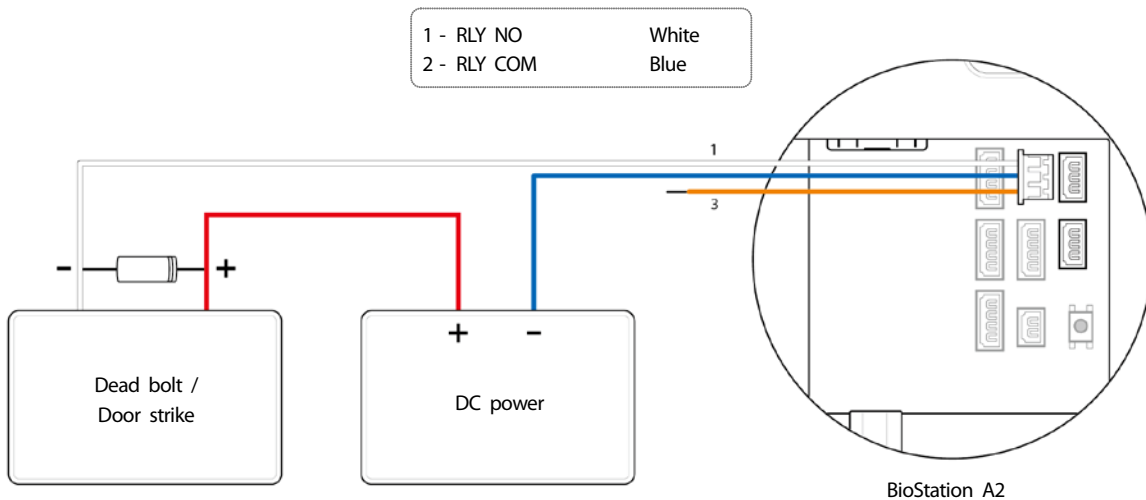 1 - RLY NO White
2 - RLY COM Blue
1
3
- +
+ -
Dead bolt /
Door strike
DC power
BioStation A2